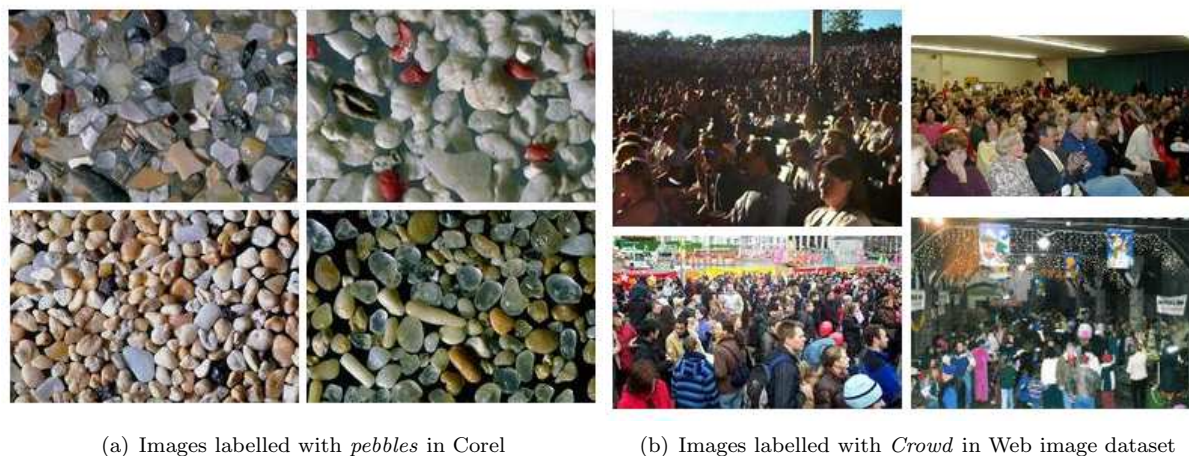 (a) Images labelled with pebbles in Corel
(b) Images labelled with Crowd in Web image dataset